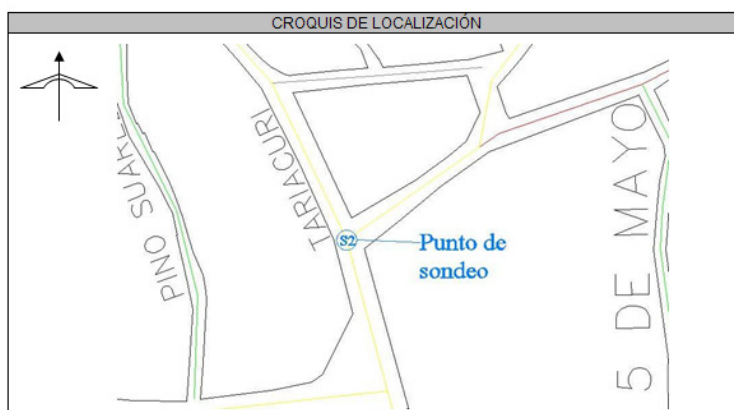 CROQUIS DE LOCALIZACIÓN
PINO SUARE
TARIACURI
5 DE MAYO
S2
Punto de
sondeo